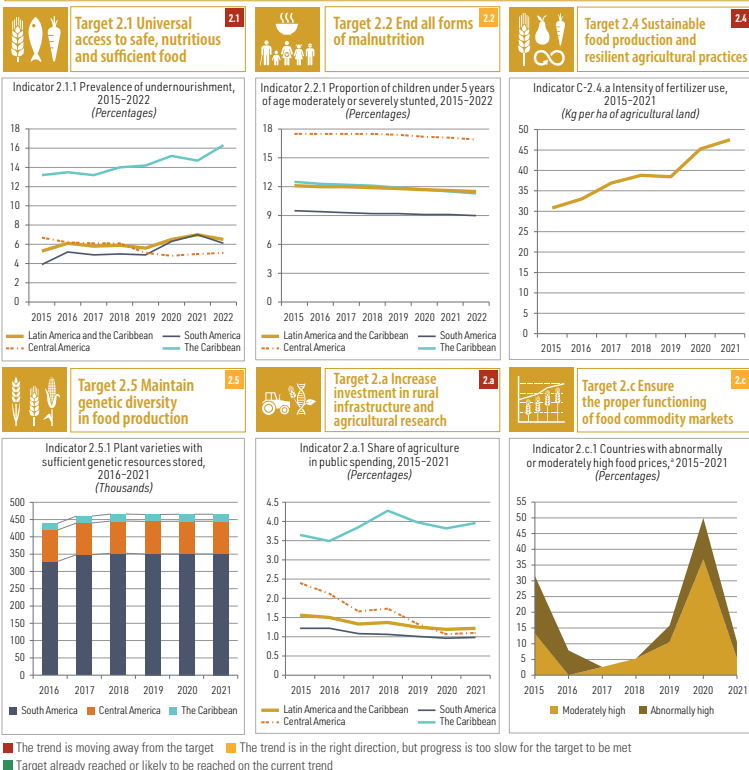 Target 2.1 Universal
access to safe, nutritious
and sufficient food
2.1
Target 2.2 End all forms
of malnutrition
2.2
Target 2.4 Sustainable
food production and
resilient agricultural practices
2.4
Indicator 2.1.1 Prevalence of undernourishment,
2015–2022
(Percentages)
18
16
14
12
10
8
6
4
2
0
2015 2016 2017 2018 2019 2020 2021 2022
Latin America and the Caribbean
South America
Central America
The Caribbean
Indicator 2.2.1 Proportion of children under 5 years
of age moderately or severely stunted, 2015–2022
(Percentages)
18
15
12
9
6
3
0
2015 2016 2017 2018 2019 2020 2021 2022
Latin America and the Caribbean
South America
Central America
The Caribbean
Indicator C-2.4.a Intensity of fertilizer use,
2015–2021
(Kg per ha of agricultural land)
50
45
40
35
30
25
20
15
10
5
0
2015 2016 2017 2018 2019 2020 2021
Target 2.5 Maintain
genetic diversity
in food production
2.5
Target 2.a Increase
investment in rural
infrastructure and
agricultural research
2.a
Target 2.c Ensure
the proper functioning
of food commodity markets
2.c
Indicator 2.5.1 Plant varieties with
sufficient genetic resources stored,
2016–2021
(Thousands)
500
450
400
350
300
250
200
150
100
50
0
2016 2017 2018 2019 2020 2021
South America Central America The Caribbean
Indicator 2.a.1 Share of agriculture
in public spending, 2015–2021
(Percentages)
4.5
4.0
3.5
3.0
2.5
2.0
1.5
1.0
0.5
0
2015 2016 2017 2018 2019 2020 2021
Latin America and the Caribbean
South America
Central America
The Caribbean
Indicator 2.c.1 Countries with abnormally
or moderately high food prices,ª 2015–2021
(Percentages)
55
50
45
40
35
30
25
20
15
10
5
0
2015 2016 2017 2018 2019 2020 2021
Moderately high Abnormally high
The trend is moving away from the target The trend is in the right direction, but progress is too slow for the target to be met
Target already reached or likely to be reached on the current trend